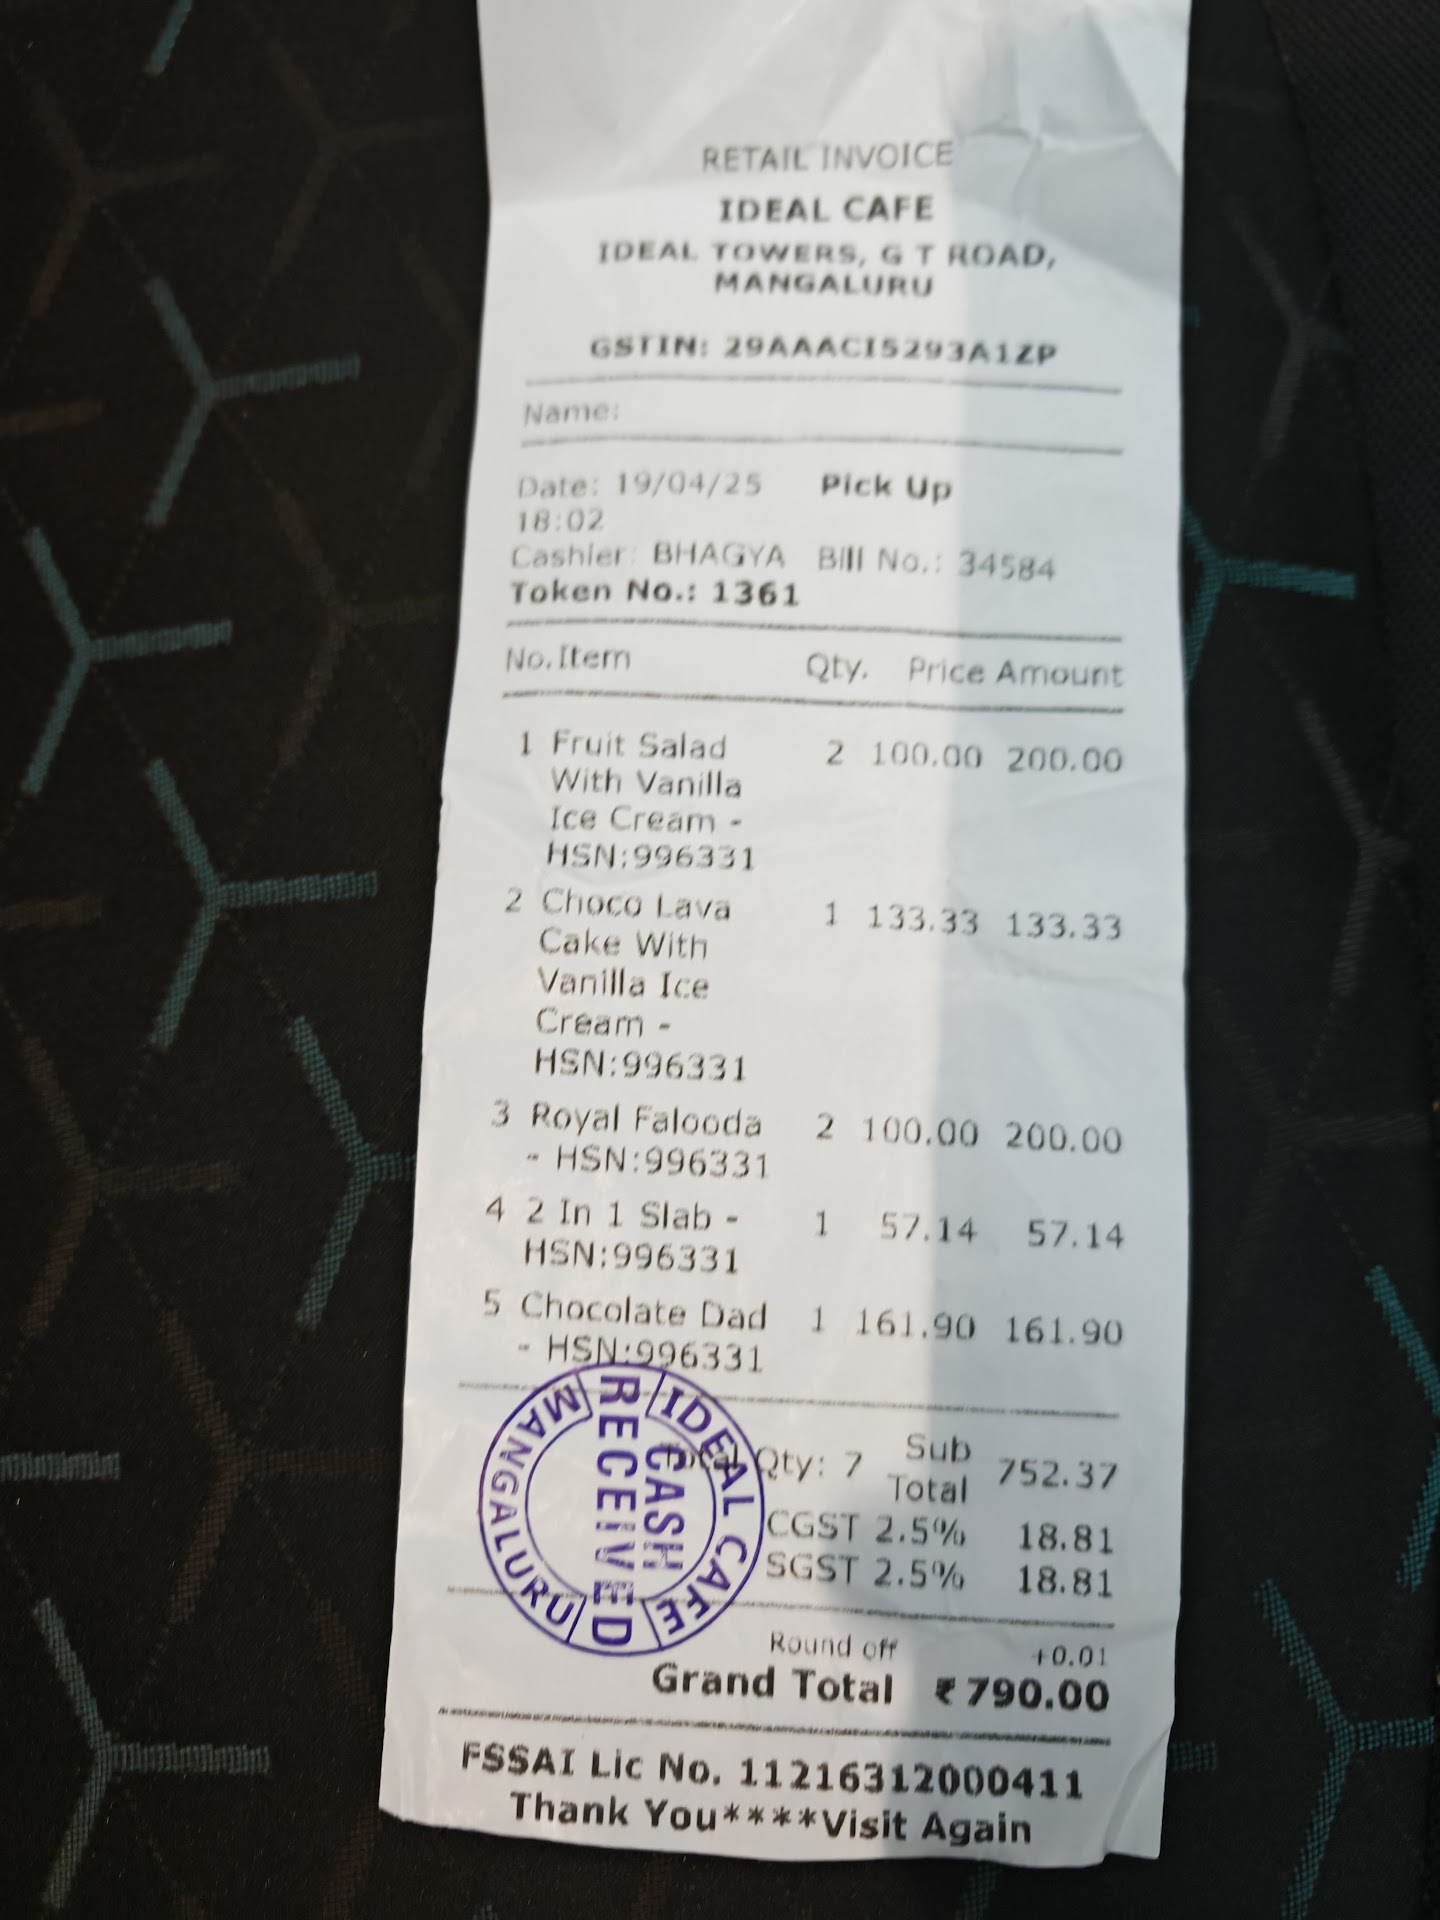 RETAIL INVOICE
IDEAL CAFE
IDEAL TOWERS, G T ROAD,
MANGALURU
GSTIN: 29AAACI5293A1ZP
Name:
Date: 19/04/25 Pick Up
18:02
Cashier: BHAGYA Bill No.: 34584
Token No.: 1361
No.Item Qty. Price Amount
1 Fruit Salad 2 100.00 200.00
With Vanilla
Ice Cream -
HSN:996331
2 Choco Lava 1 133.33 133.33
Cake With
Vanilla Ice
Cream -
HSN:996331
3 Royal Falooda 2 100.00 200.00
- HSN:996331
4 2 In 1 Slab - 1 57.14 57.14
HSN:996331
5 Chocolate Dad 1 161.90 161.90
- HSN:996331
Total Qty: 7 Sub 752.37
Total
CGST 2.5% 18.81
SGST 2.5% 18.81
Round off +0.01
Grand Total ₹790.00
IDEAL CAFE
CASH
RECEIVED
MANGALURU
FSSAI Lic No. 11216312000411
Thank You****Visit Again